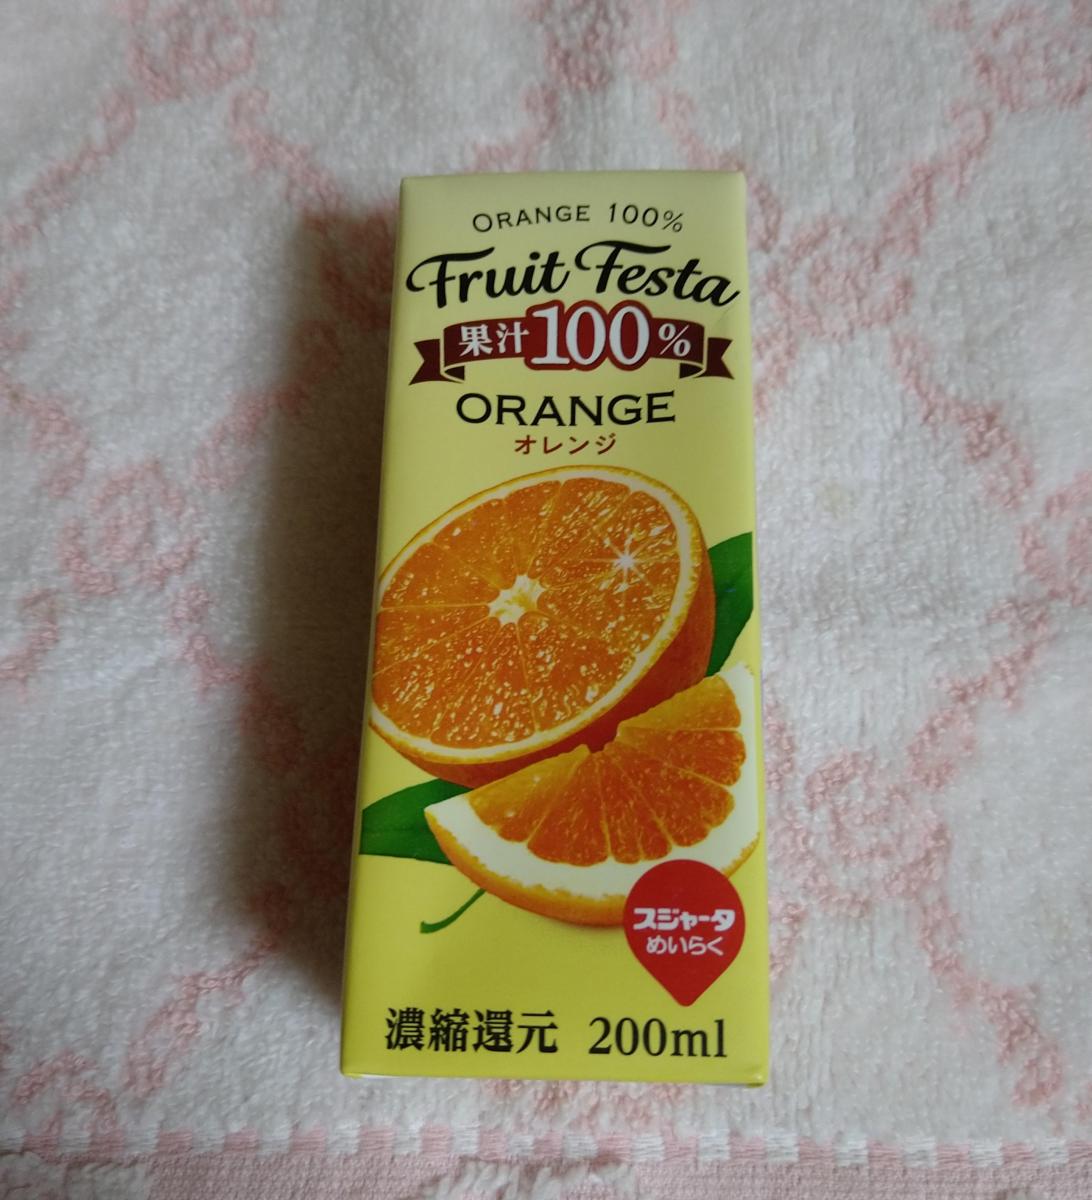 ORANGE 100%
Fruit Festa
果汁100%
ORANGE
オレンジ
スジャータ
めいらく
濃縮還元 200ml